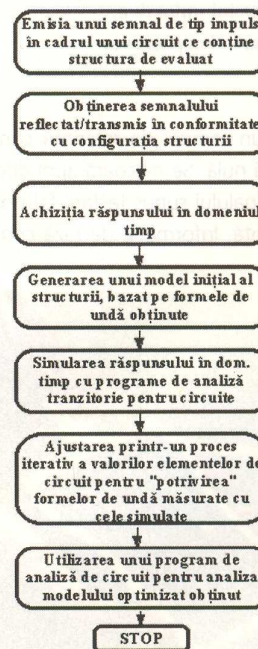 Emisia unui semnal de tip impuls
în cadrul unui circuit ce conține
structura de evaluat
Obținerea semnalului
reflectat/transmis în conformitate
cu configurația structurii
Achiziția răspunsului în domeniul
timp
Generarea unui model inițial al
structurii, bazat pe formele de
undă obținute
Simularea răspunsului în dom.
timp cu programe de analiză
tranzitorie pentru circuite
Ajustarea printr-un proces
iterativ a valorilor elementelor de
circuit pentru "potrivirea"
formelor de undă măsurate cu
cele simulate
Utilizarea unui program de
analiză de circuit pentru analiza
modelului optimizat obținut
STOP